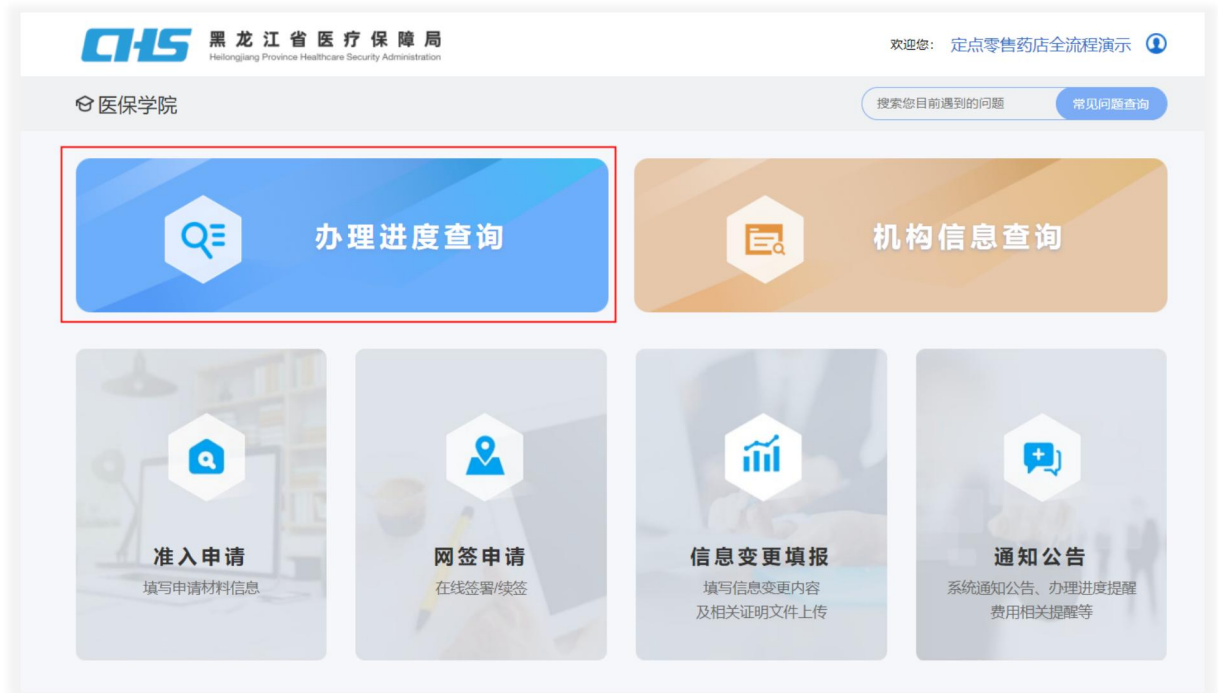 CHS 黑龙江省医疗保障局
Heilongjiang Province Healthcare Security Administration
欢迎您: 定点零售药店全流程演示
医保学院
搜索您目前遇到的问题 常见问题查询
办理进度查询
机构信息查询
准入申请
填写申请材料信息
网签申请
在线签署/续签
信息变更填报
填写信息变更内容
及相关证明文件上传
通知公告
系统通知公告、办理进度提醒
费用相关提醒等